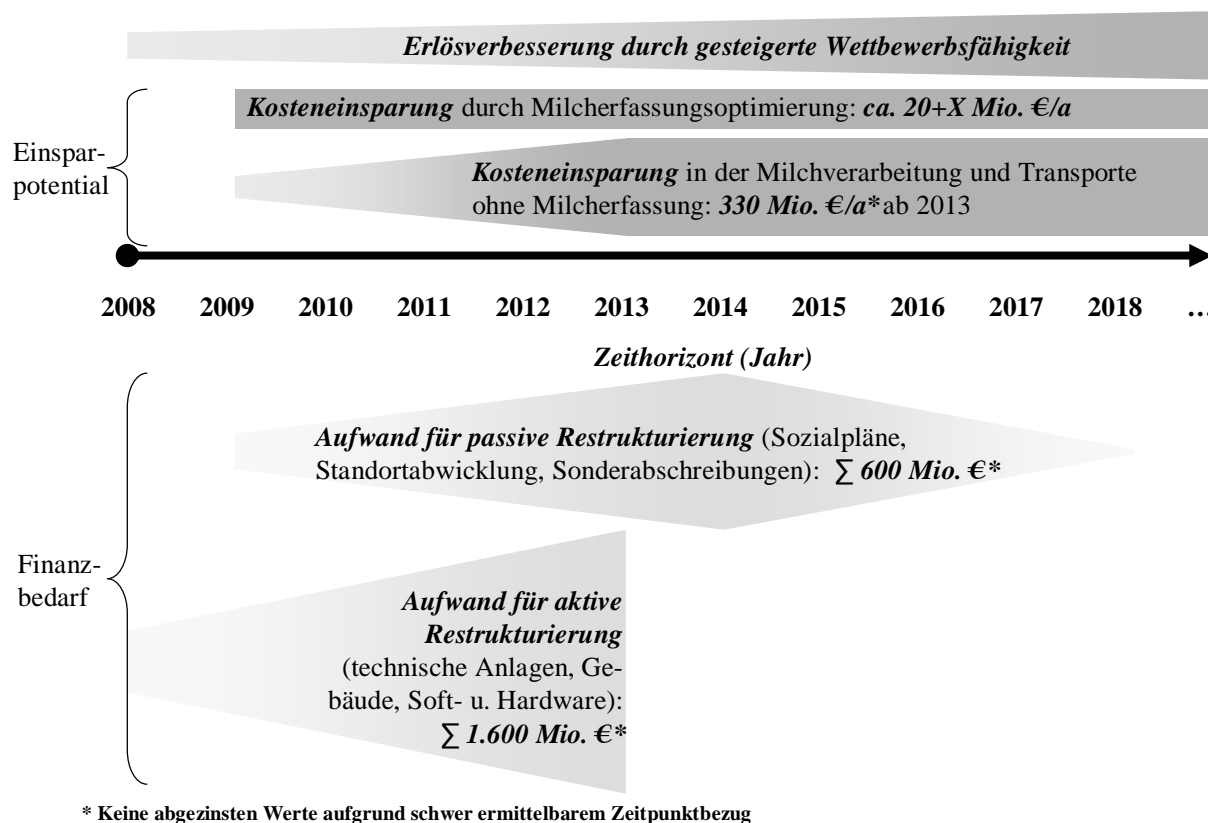 Erlösverbesserung durch gesteigerte Wettbewerbsfähigkeit
Kosteneinsparung durch Milcherfassungsoptimierung: ca. 20+X Mio. €/a
Einspar-
potential
Kosteneinsparung in der Milchverarbeitung und Transporte
ohne Milcherfassung: 330 Mio. €/a* ab 2013
2008 2009 2010 2011 2012 2013 2014 2015 2016 2017 2018 …
Zeithorizont (Jahr)
Aufwand für passive Restrukturierung (Sozialpläne,
Standortabwicklung, Sonderabschreibungen): ∑ 600 Mio. €*
Finanz-
bedarf
Aufwand für aktive
Restrukturierung
(technische Anlagen, Ge-
bäude, Soft- u. Hardware):
∑ 1.600 Mio. €*
* Keine abgezinsten Werte aufgrund schwer ermittelbarem Zeitpunktbezug